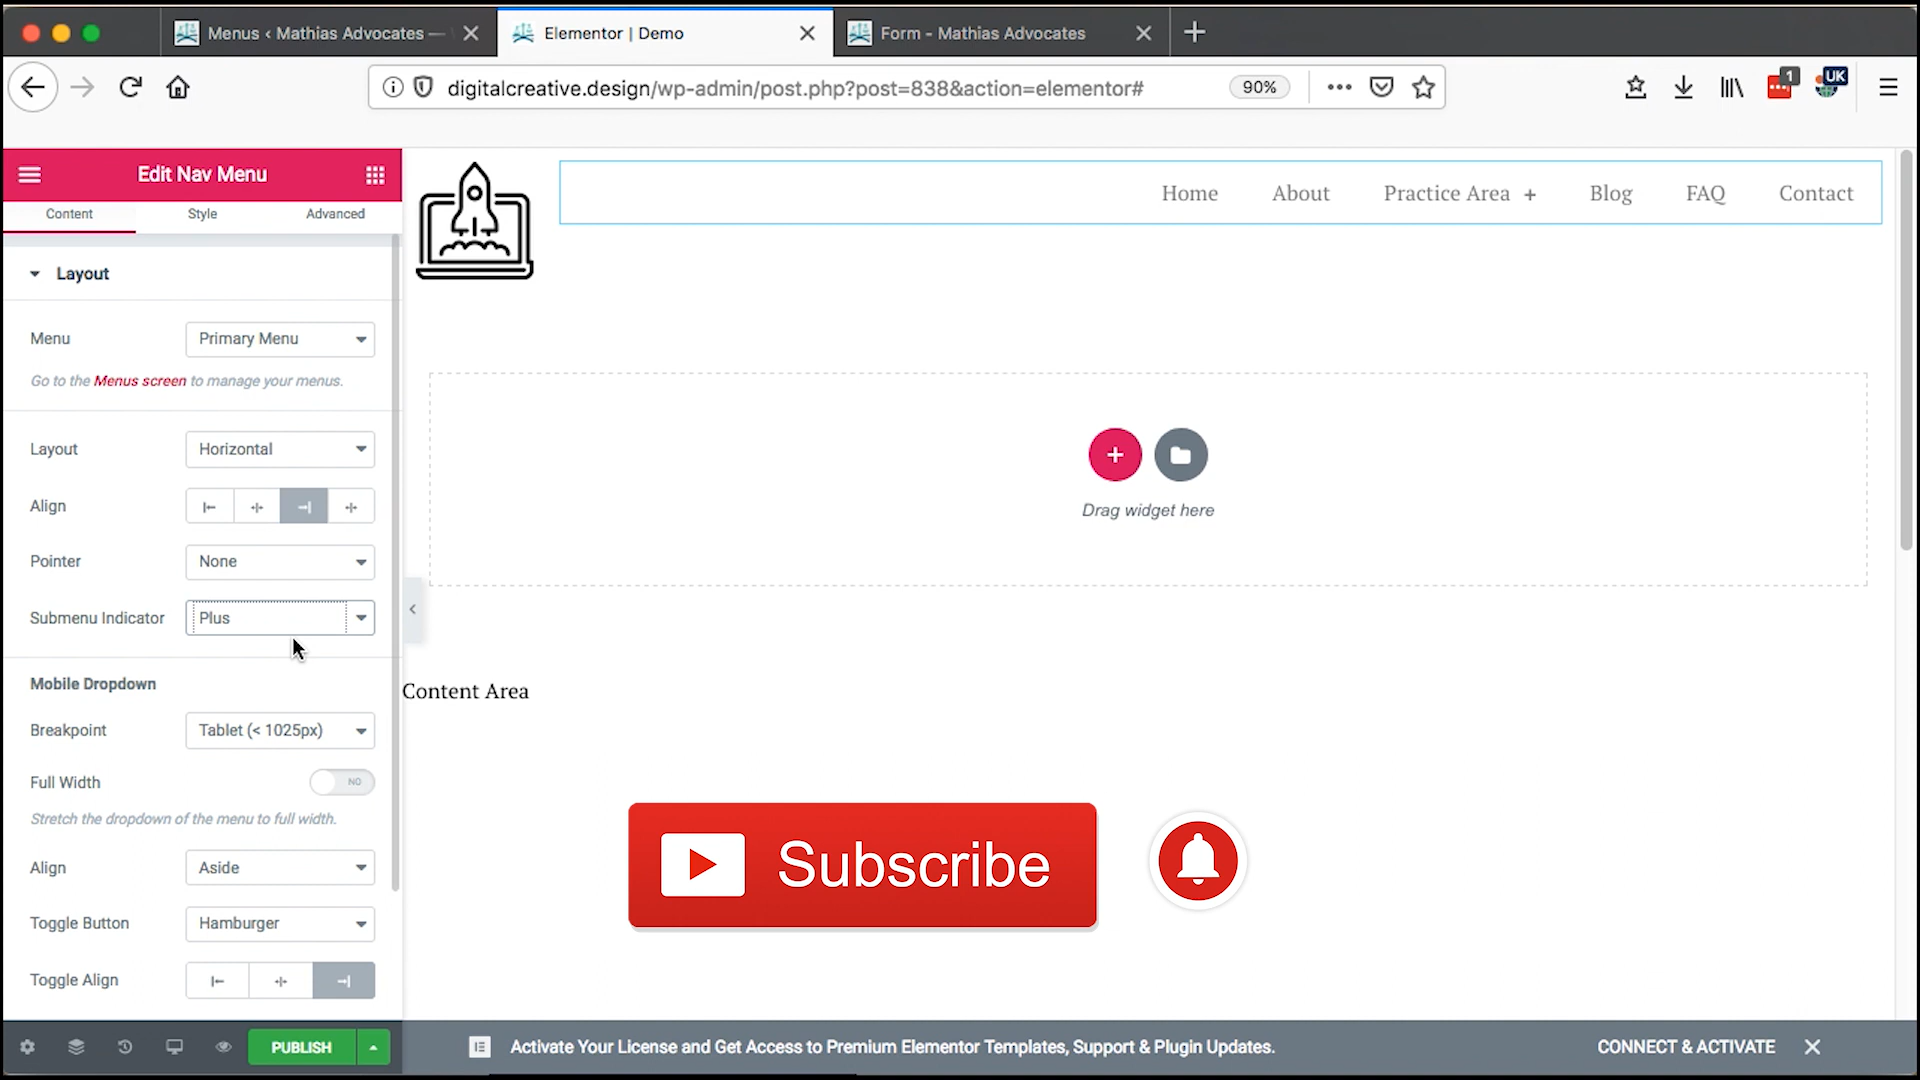 Menus ‹ Mathias Advocates —
Elementor | Demo
Form - Mathias Advocates
digitalcreative.design/wp-admin/post.php?post=838&action=elementor#
90%
1
UK
Edit Nav Menu
Content
Style
Advanced
Home
About
Practice Area +
Blog
FAQ
Contact
Layout
Menu
Primary Menu
Go to the Menus screen to manage your menus.
Layout
Horizontal
Align
Pointer
None
Submenu Indicator
Plus
Drag widget here
Content Area
Mobile Dropdown
Breakpoint
Tablet (< 1025px)
Full Width
NO
Stretch the dropdown of the menu to full width.
Align
Aside
Toggle Button
Hamburger
Toggle Align
Subscribe
PUBLISH
Activate Your License and Get Access to Premium Elementor Templates, Support & Plugin Updates.
CONNECT & ACTIVATE